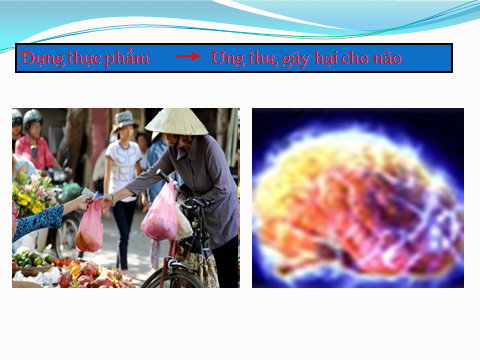 Đựng thực phẩm → Ung thư, gây hại cho não